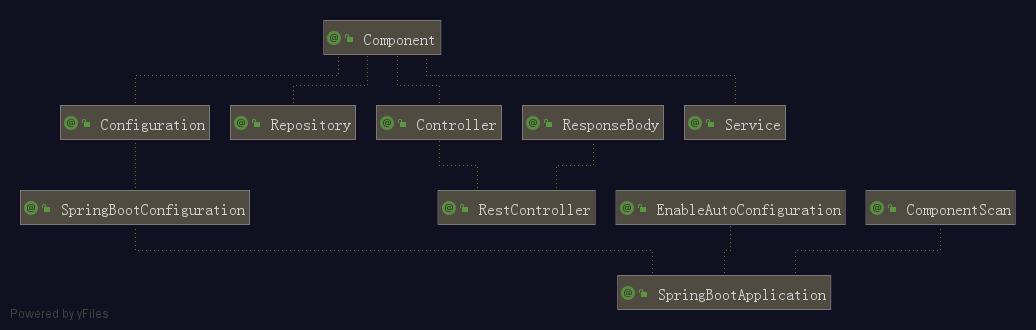 Component
Configuration
Repository
Controller
ResponseBody
Service
SpringBootConfiguration
RestController
EnableAutoConfiguration
ComponentScan
SpringBootApplication
Powered by yFiles